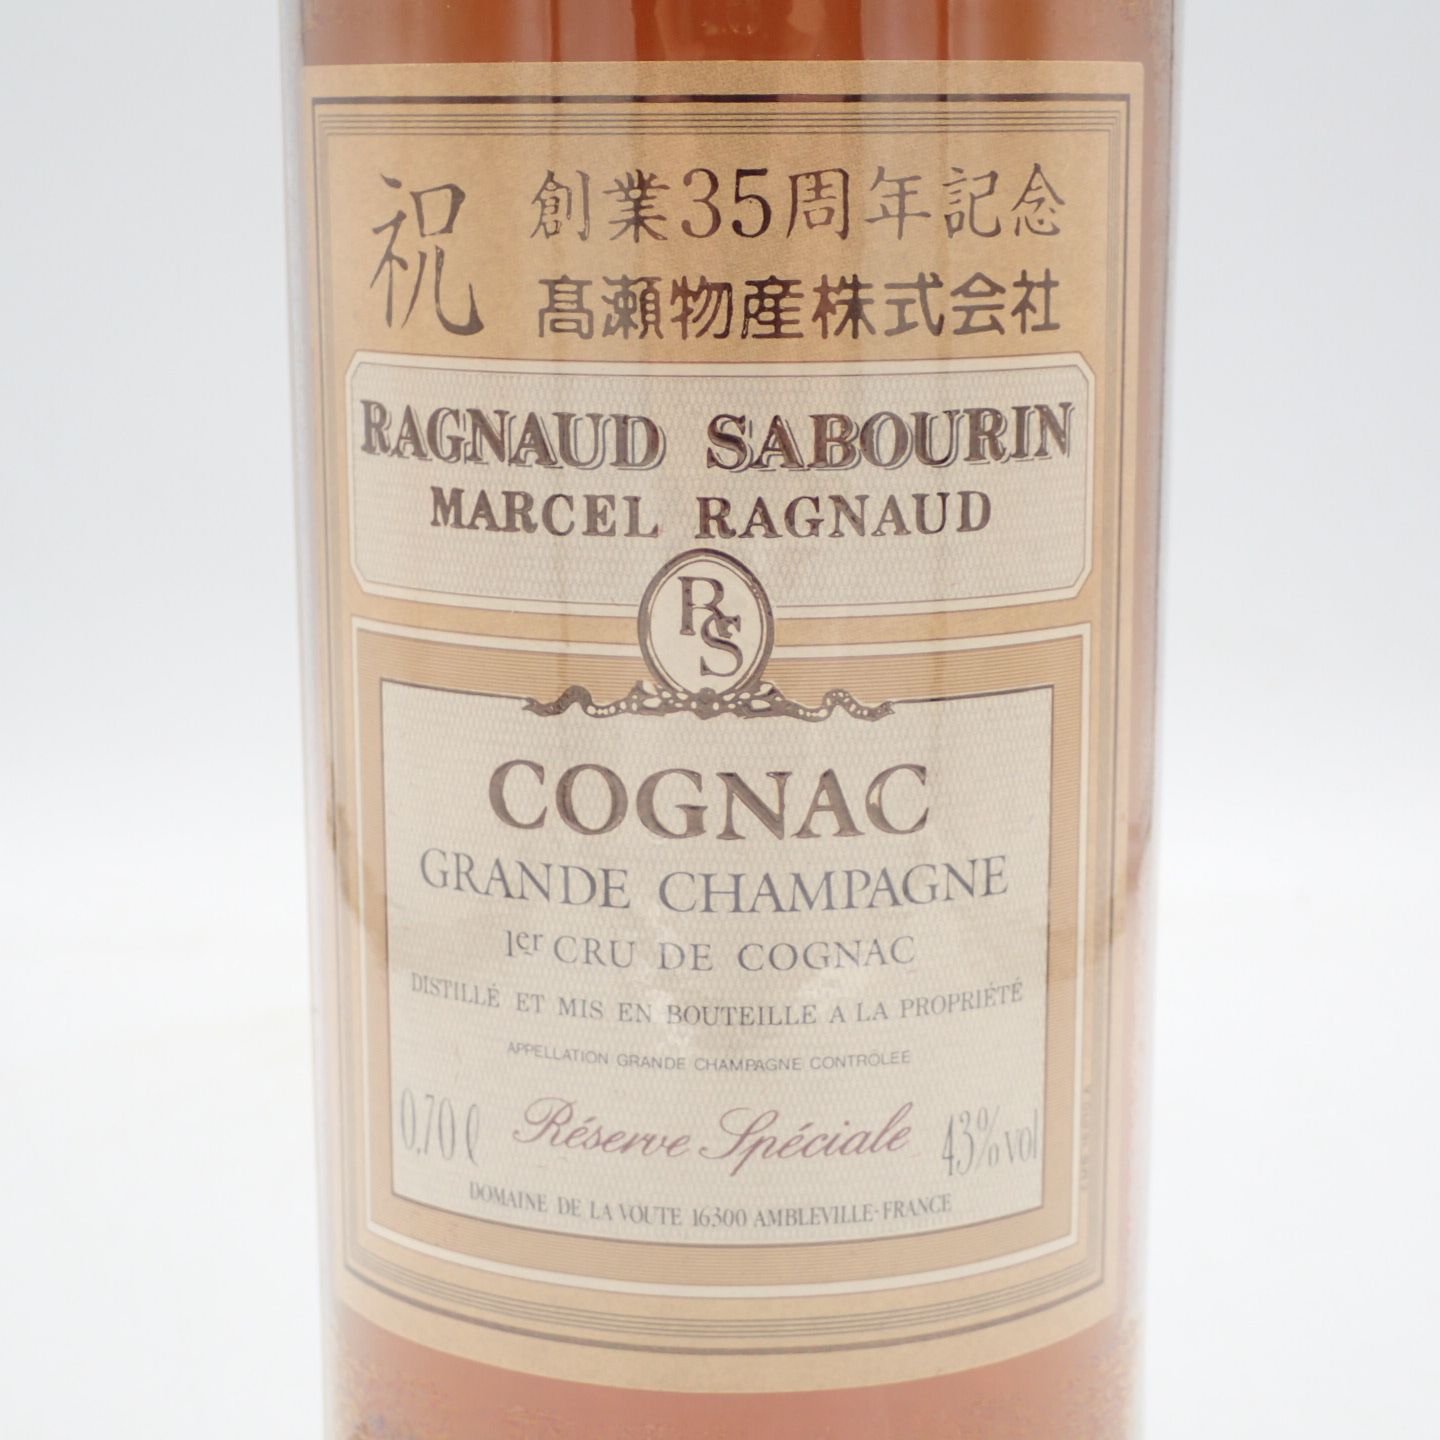 祝
創業35周年記念
髙瀬物産株式会社
RAGNAUD SABOURIN
MARCEL RAGNAUD
RS
COGNAC
GRANDE CHAMPAGNE
1er CRU DE COGNAC
DISTILLÉ ET MIS EN BOUTEILLE A LA PROPRIÉTÉ
APPELLATION GRANDE CHAMPAGNE CONTRÔLEE
0.70 ℓ Réserve Spéciale 43% vol
DOMAINE DE LA VOUTE 16300 AMBLEVILLE-FRANCE